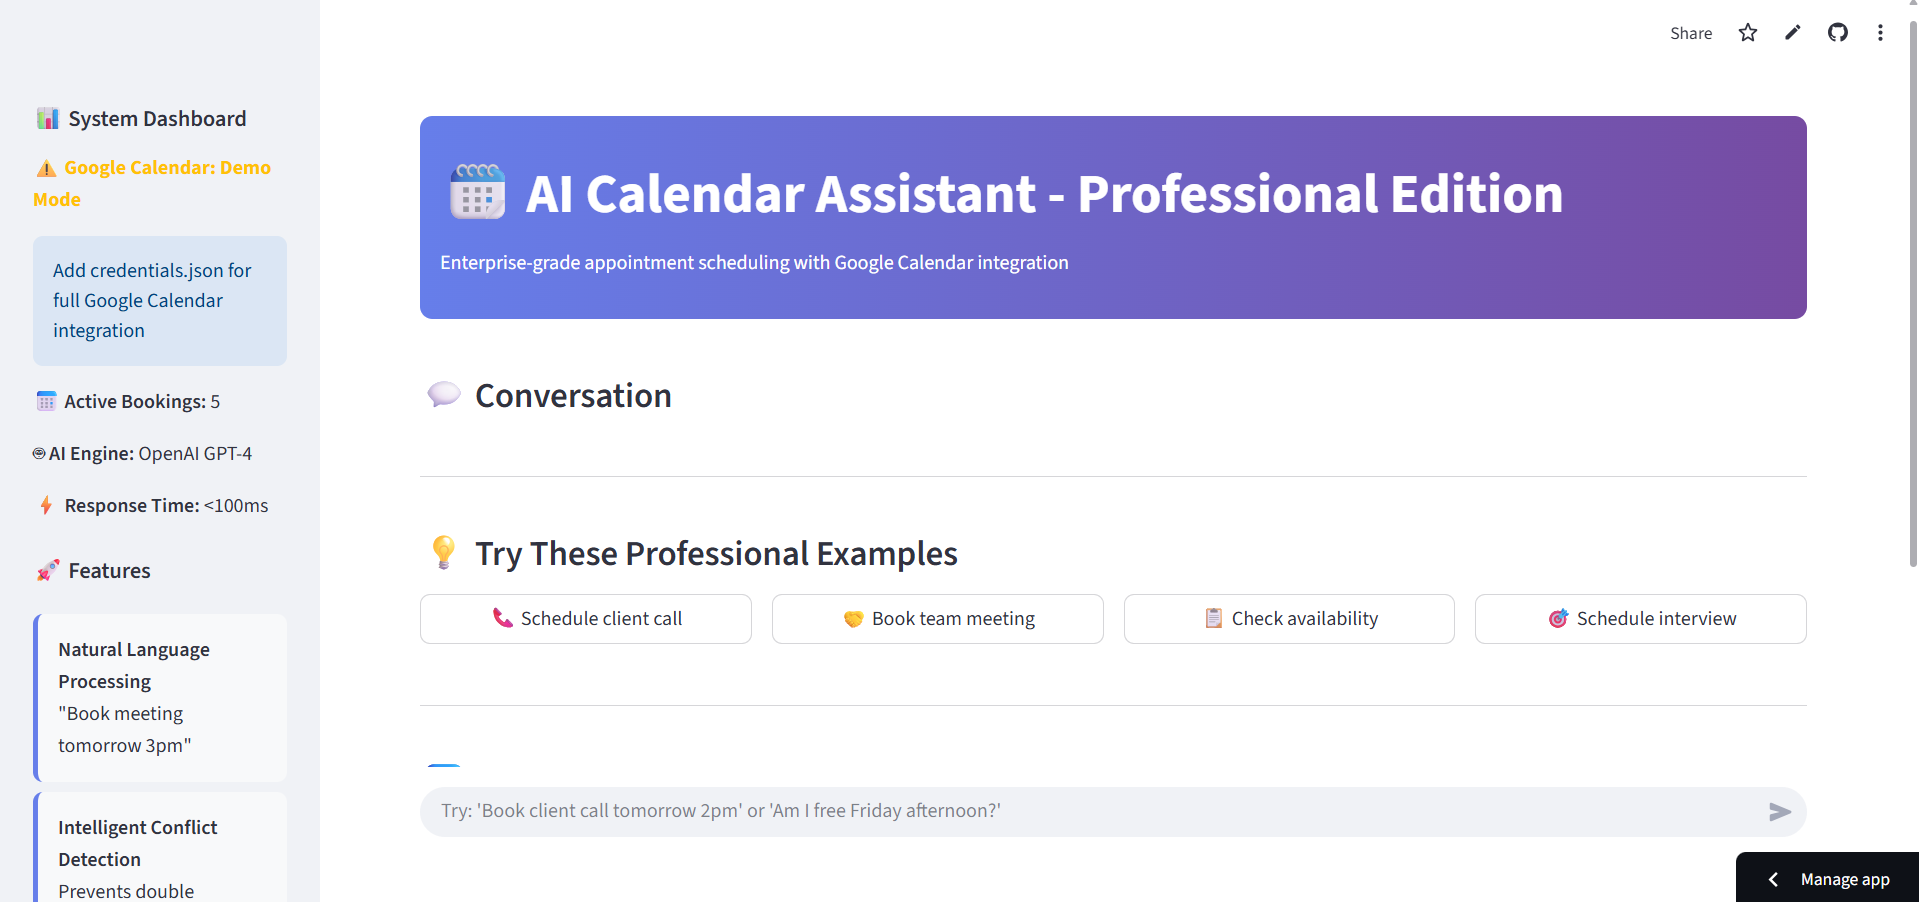 Share
System Dashboard
Google Calendar: Demo
Mode
Add credentials.json for
full Google Calendar
integration
Active Bookings: 5
AI Engine: OpenAI GPT-4
Response Time: <100ms
Features
Natural Language
Processing
"Book meeting
tomorrow 3pm"
Intelligent Conflict
Detection
Prevents double
AI Calendar Assistant - Professional Edition
Enterprise-grade appointment scheduling with Google Calendar integration
Conversation
Try These Professional Examples
Schedule client call
Book team meeting
Check availability
Schedule interview
Try: 'Book client call tomorrow 2pm' or 'Am I free Friday afternoon?'
Manage app